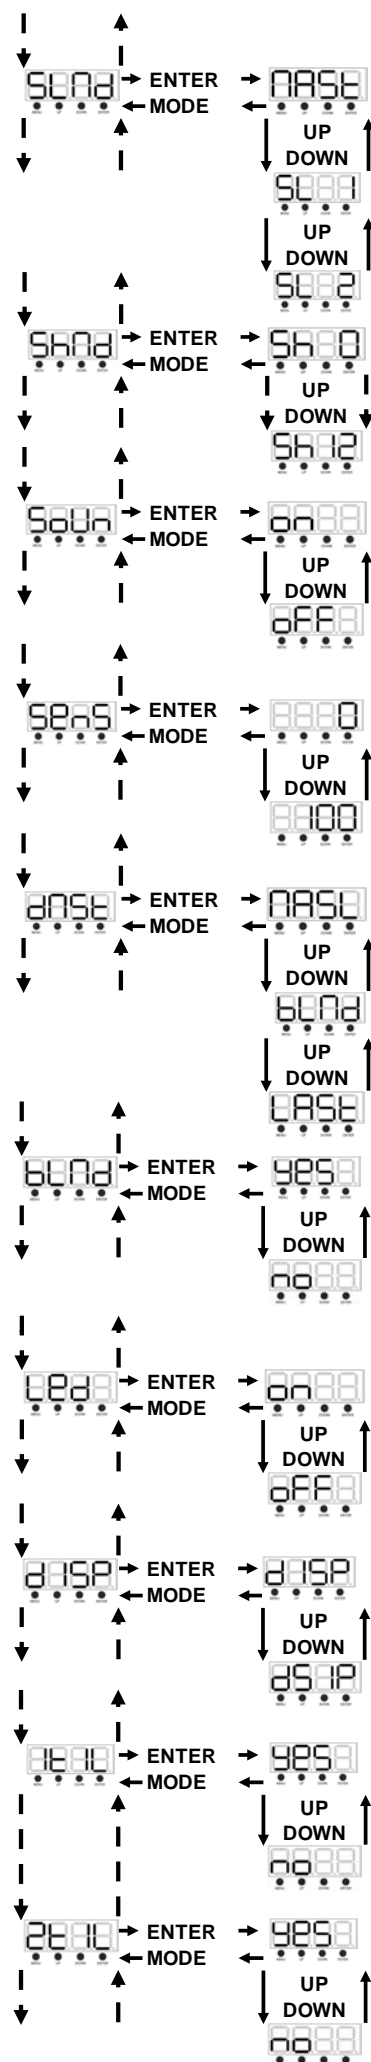 SLNd ENTER NASt
MODE
UP
DOWN
SL 1
UP
DOWN
SL 2
ShNd ENTER Sh 0
MODE
UP
DOWN
Sh12
SoUn ENTER on
MODE
UP
DOWN
oFF
SenS ENTER 0
MODE
UP
DOWN
100
dNSt ENTER NASt
MODE
UP
DOWN
bLNd
UP
DOWN
LASt
bLNd ENTER yes
MODE
UP
DOWN
no
Led ENTER on
MODE
UP
DOWN
oFF
dISP ENTER dISP
MODE
UP
DOWN
dSIP
1tIL ENTER yes
MODE
UP
DOWN
no
2tIL ENTER yes
MODE
UP
DOWN
no